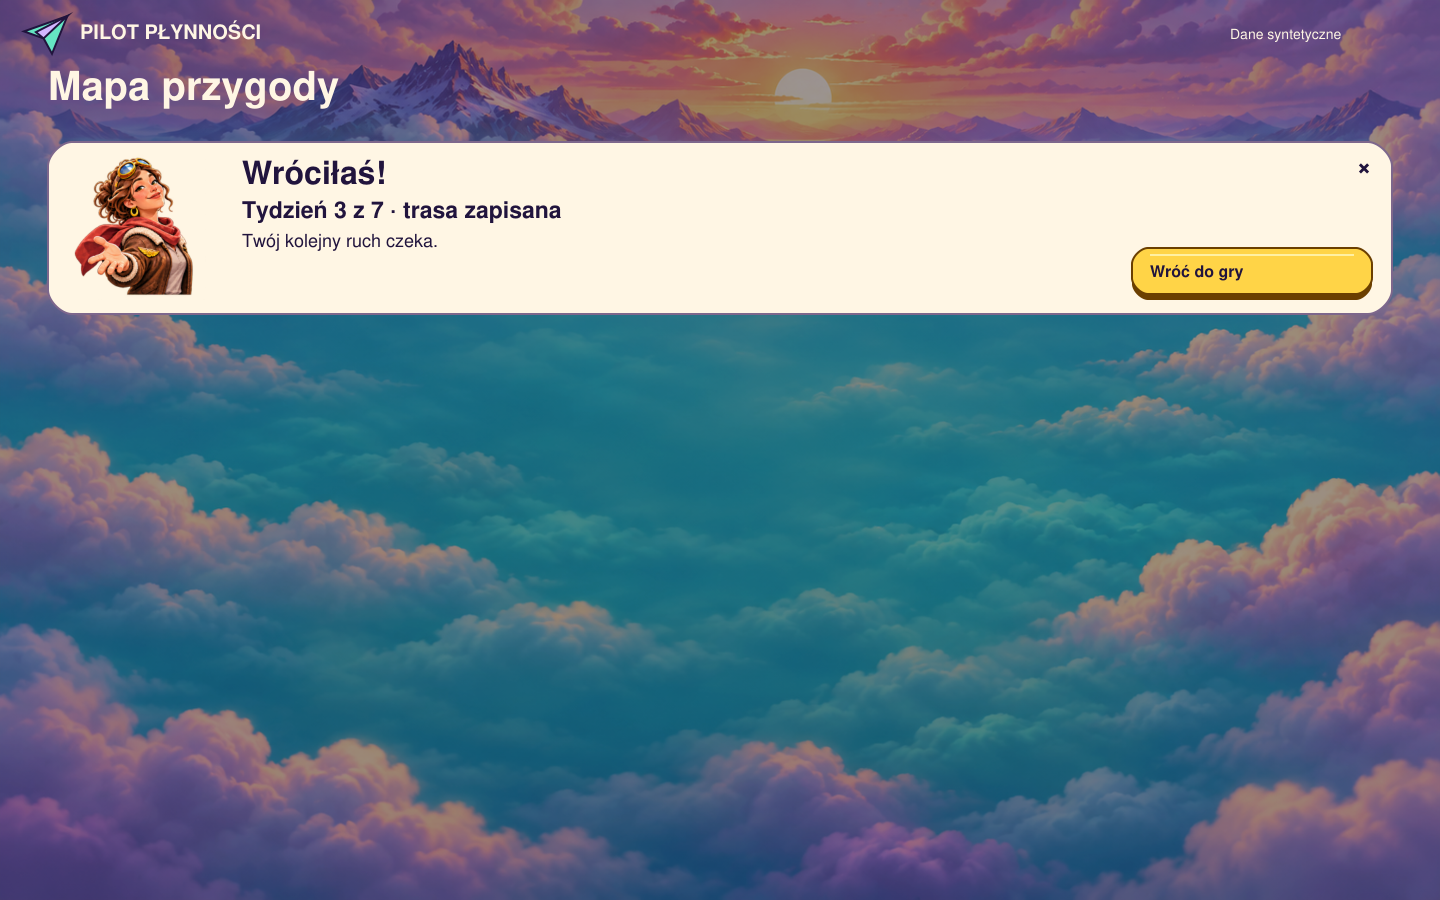 PILOT PŁYNNOŚCI
Dane syntetyczne
Mapa przygody
Wróciłaś!
Tydzień 3 z 7 · trasa zapisana
Twój kolejny ruch czeka.
Wróć do gry